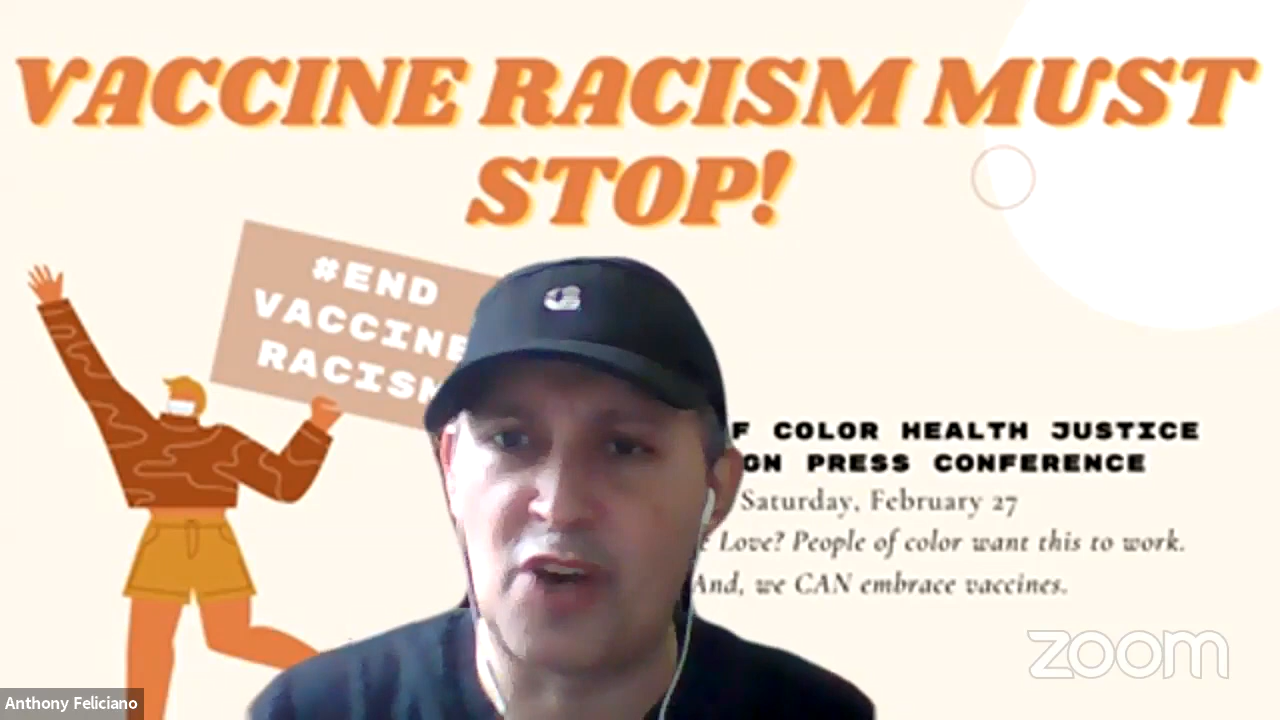 VACCINE RACISM MUST
STOP!
#END
VACCINE
RACISM
F COLOR HEALTH JUSTICE
ON PRESS CONFERENCE
Saturday, February 27
Love? People of color want this to work.
And, we CAN embrace vaccines.
zoom
Anthony Feliciano